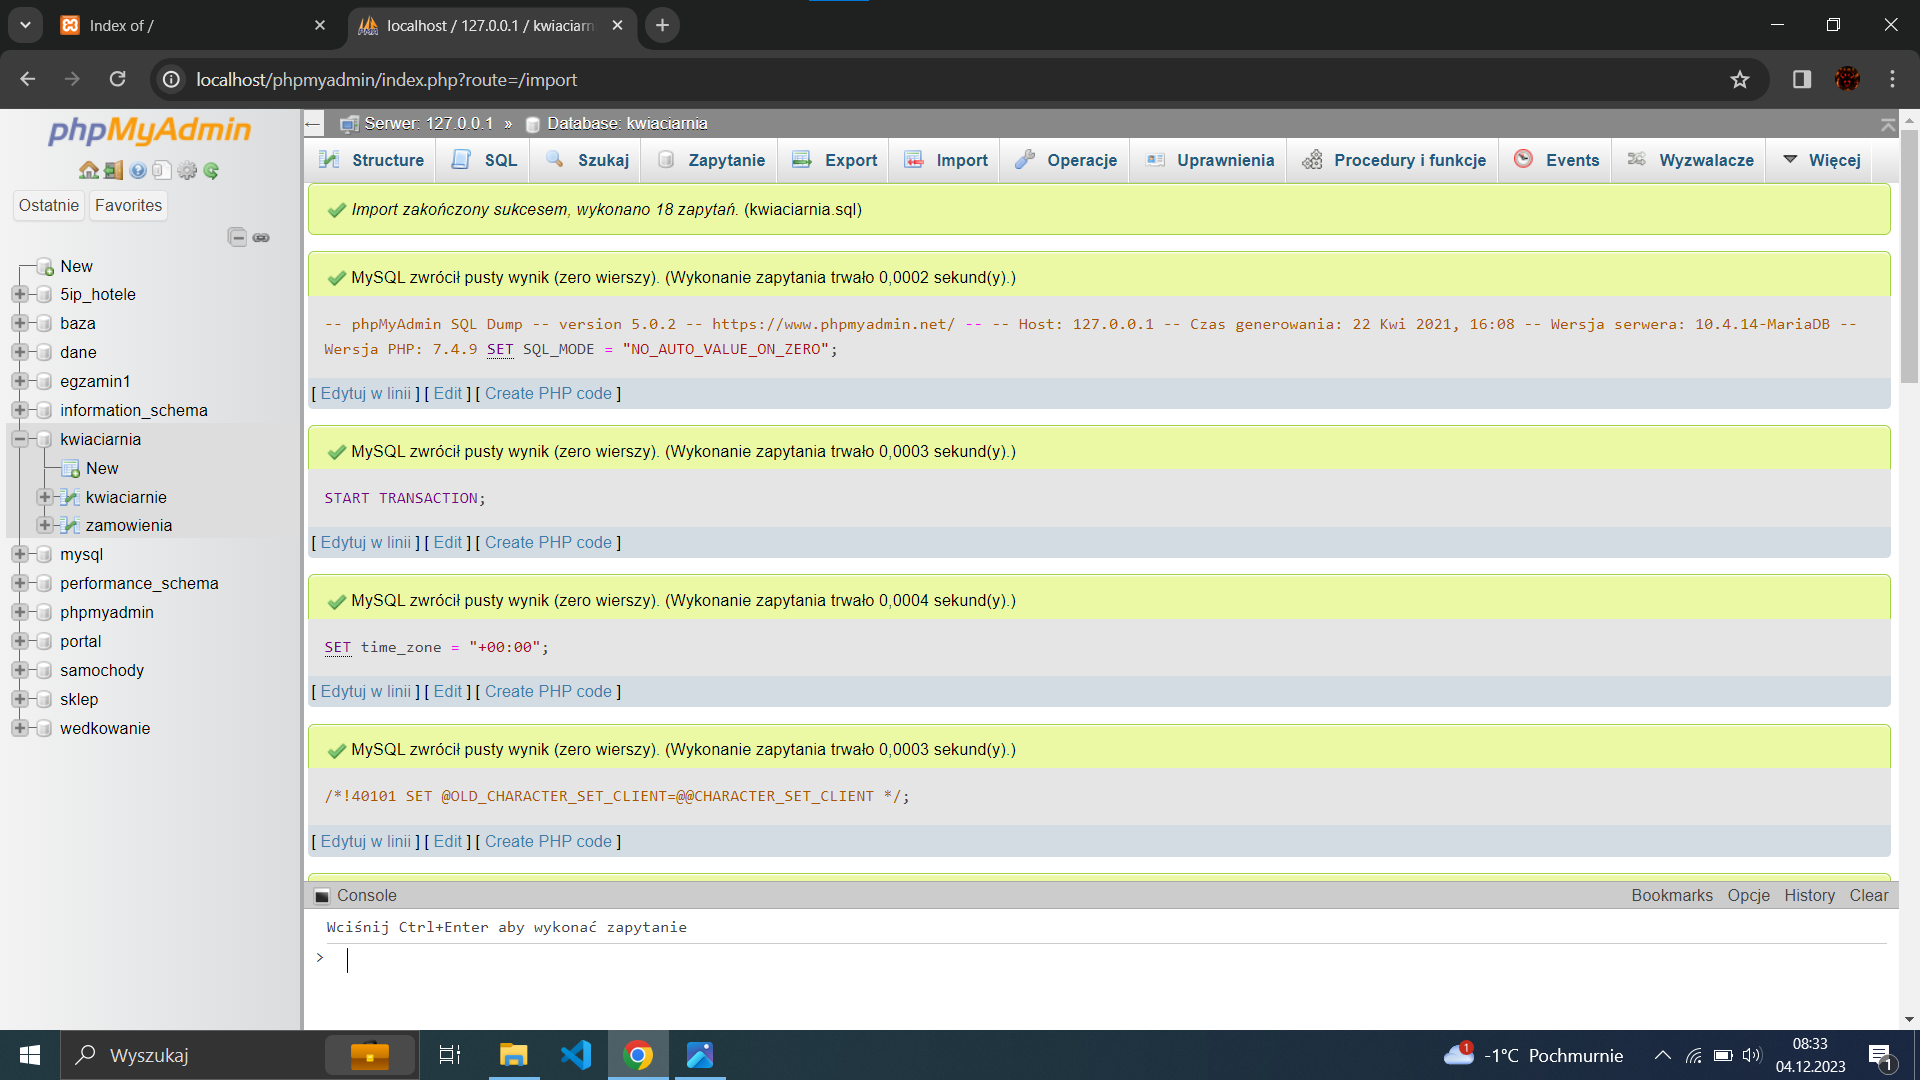 Index of /
localhost / 127.0.0.1 / kwiaciarni
localhost/phpmyadmin/index.php?route=/import
phpMyAdmin
Ostatnie
Favorites
New
5ip_hotele
baza
dane
egzamin1
information_schema
kwiaciarnia
New
kwiaciarnie
zamowienia
mysql
performance_schema
phpmyadmin
portal
samochody
sklep
wedkowanie
Serwer: 127.0.0.1 » Database: kwiaciarnia
Structure SQL Szukaj Zapytanie Export Import Operacje Uprawnienia Procedury i funkcje Events Wyzwalacze Więcej
Import zakończony sukcesem, wykonano 18 zapytań. (kwiaciarnia.sql)
MySQL zwrócił pusty wynik (zero wierszy). (Wykonanie zapytania trwało 0,0002 sekund(y).)
-- phpMyAdmin SQL Dump -- version 5.0.2 -- https://www.phpmyadmin.net/ -- -- Host: 127.0.0.1 -- Czas generowania: 22 Kwi 2021, 16:08 -- Wersja serwera: 10.4.14-MariaDB --
Wersja PHP: 7.4.9 SET SQL_MODE = "NO_AUTO_VALUE_ON_ZERO";
[ Edytuj w linii ] [ Edit ] [ Create PHP code ]
MySQL zwrócił pusty wynik (zero wierszy). (Wykonanie zapytania trwało 0,0003 sekund(y).)
START TRANSACTION;
[ Edytuj w linii ] [ Edit ] [ Create PHP code ]
MySQL zwrócił pusty wynik (zero wierszy). (Wykonanie zapytania trwało 0,0004 sekund(y).)
SET time_zone = "+00:00";
[ Edytuj w linii ] [ Edit ] [ Create PHP code ]
MySQL zwrócił pusty wynik (zero wierszy). (Wykonanie zapytania trwało 0,0003 sekund(y).)
/*!40101 SET @OLD_CHARACTER_SET_CLIENT=@@CHARACTER_SET_CLIENT */;
[ Edytuj w linii ] [ Edit ] [ Create PHP code ]
Console Bookmarks Opcje History Clear
Wciśnij Ctrl+Enter aby wykonać zapytanie
>
Wyszukaj
1
-1°C Pochmurnie
08:33
04.12.2023
1